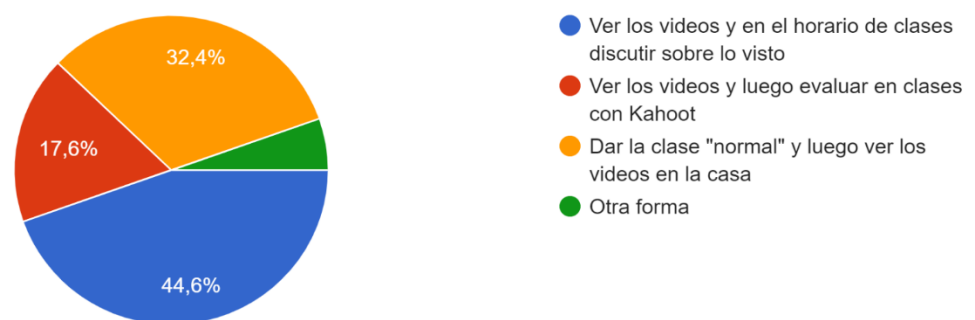 32,4%
17,6%
44,6%
Ver los videos y en el horario de clases
discutir sobre lo visto
Ver los videos y luego evaluar en clases
con Kahoot
Dar la clase "normal" y luego ver los
videos en la casa
Otra forma